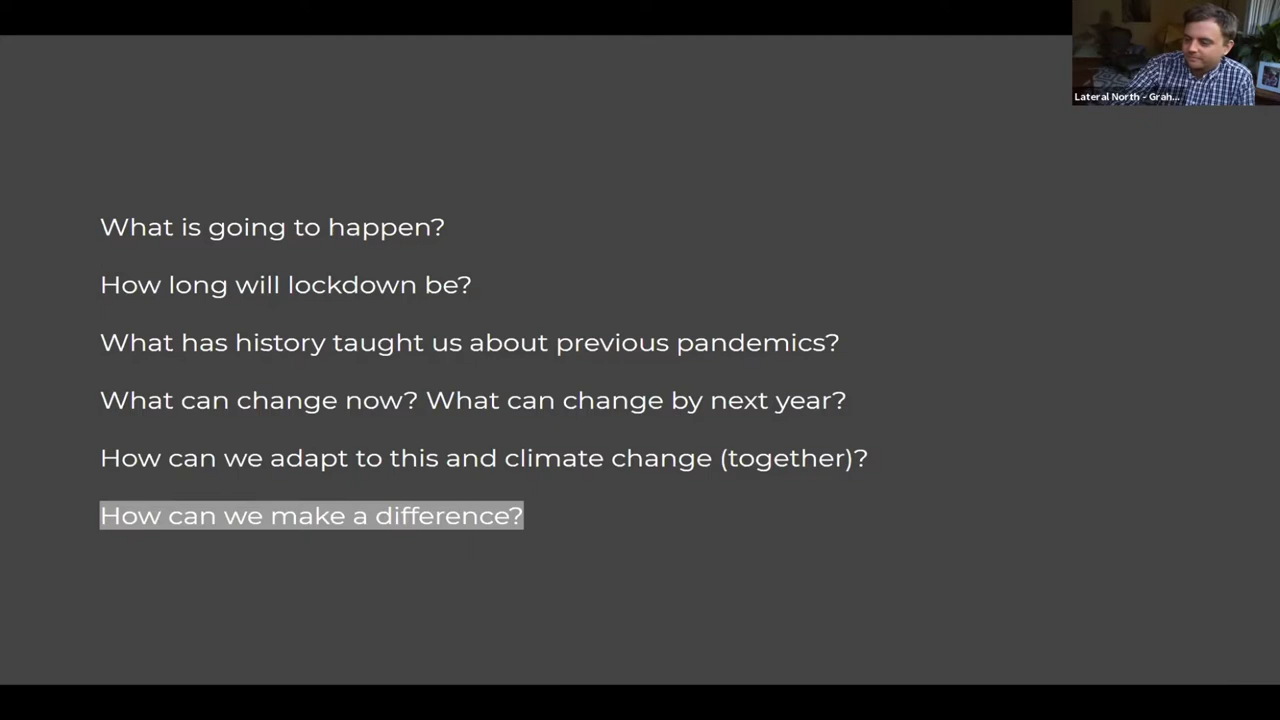 Lateral North - Grah...
What is going to happen?
How long will lockdown be?
What has history taught us about previous pandemics?
What can change now? What can change by next year?
How can we adapt to this and climate change (together)?
How can we make a difference?